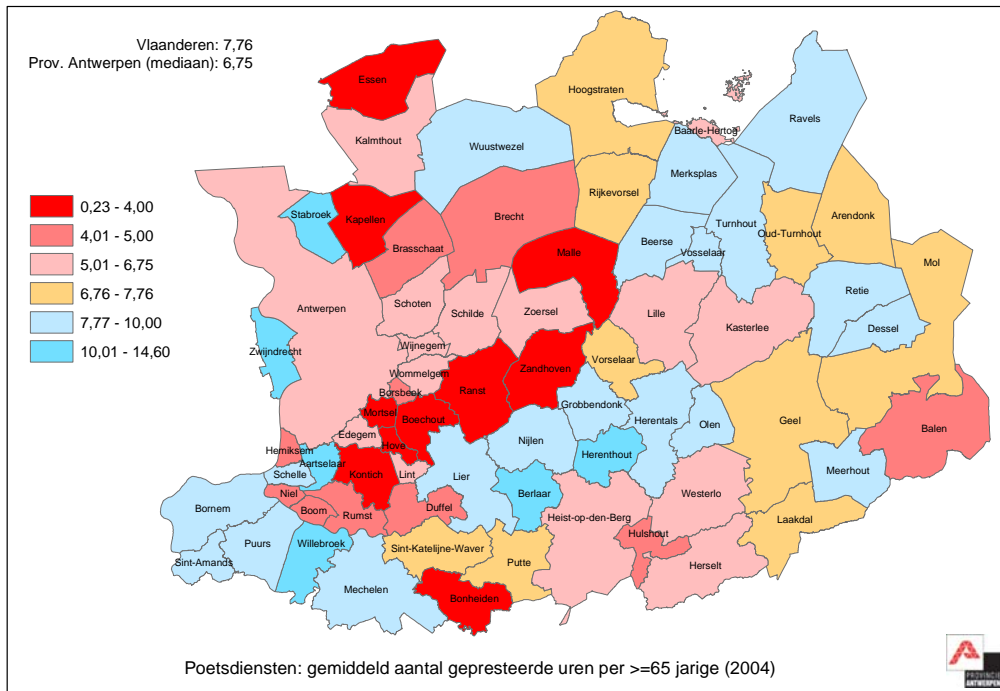 Vlaanderen: 7,76
Prov. Antwerpen (mediaan): 6,75
0,23 - 4,00
4,01 - 5,00
5,01 - 6,75
6,76 - 7,76
7,77 - 10,00
10,01 - 14,60
Essen
Hoogstraten
Kalmthout
Baarle-Hertog
Ravels
Wuustwezel
Merksplas
Rijkevorsel
Stabroek
Kapellen
Brecht
Arendonk
Turnhout
Oud-Turnhout
Brasschaat
Beerse
Vosselaar
Malle
Mol
Retie
Antwerpen
Schoten
Schilde
Zoersel
Lille
Kasterlee
Dessel
Zwijndrecht
Wijnegem
Vorselaar
Wommelgem
Zandhoven
Ranst
Borsbeek
Mortsel
Boechout
Grobbendonk
Herentals
Olen
Geel
Balen
Edegem
Hove
Nijlen
Hemiksem
Herenthout
Aartselaar
Schelle
Kontich
Lint
Lier
Meerhout
Niel
Berlaar
Westerlo
Bornem
Boom
Rumst
Duffel
Heist-op-den-Berg
Laakdal
Hulshout
Puurs
Willebroek
Sint-Katelijne-Waver
Sint-Amands
Putte
Herselt
Mechelen
Bonheiden
Poetsdiensten: gemiddeld aantal gepresteerde uren per >=65 jarige (2004)
PROVINCIE
ANTWERPEN